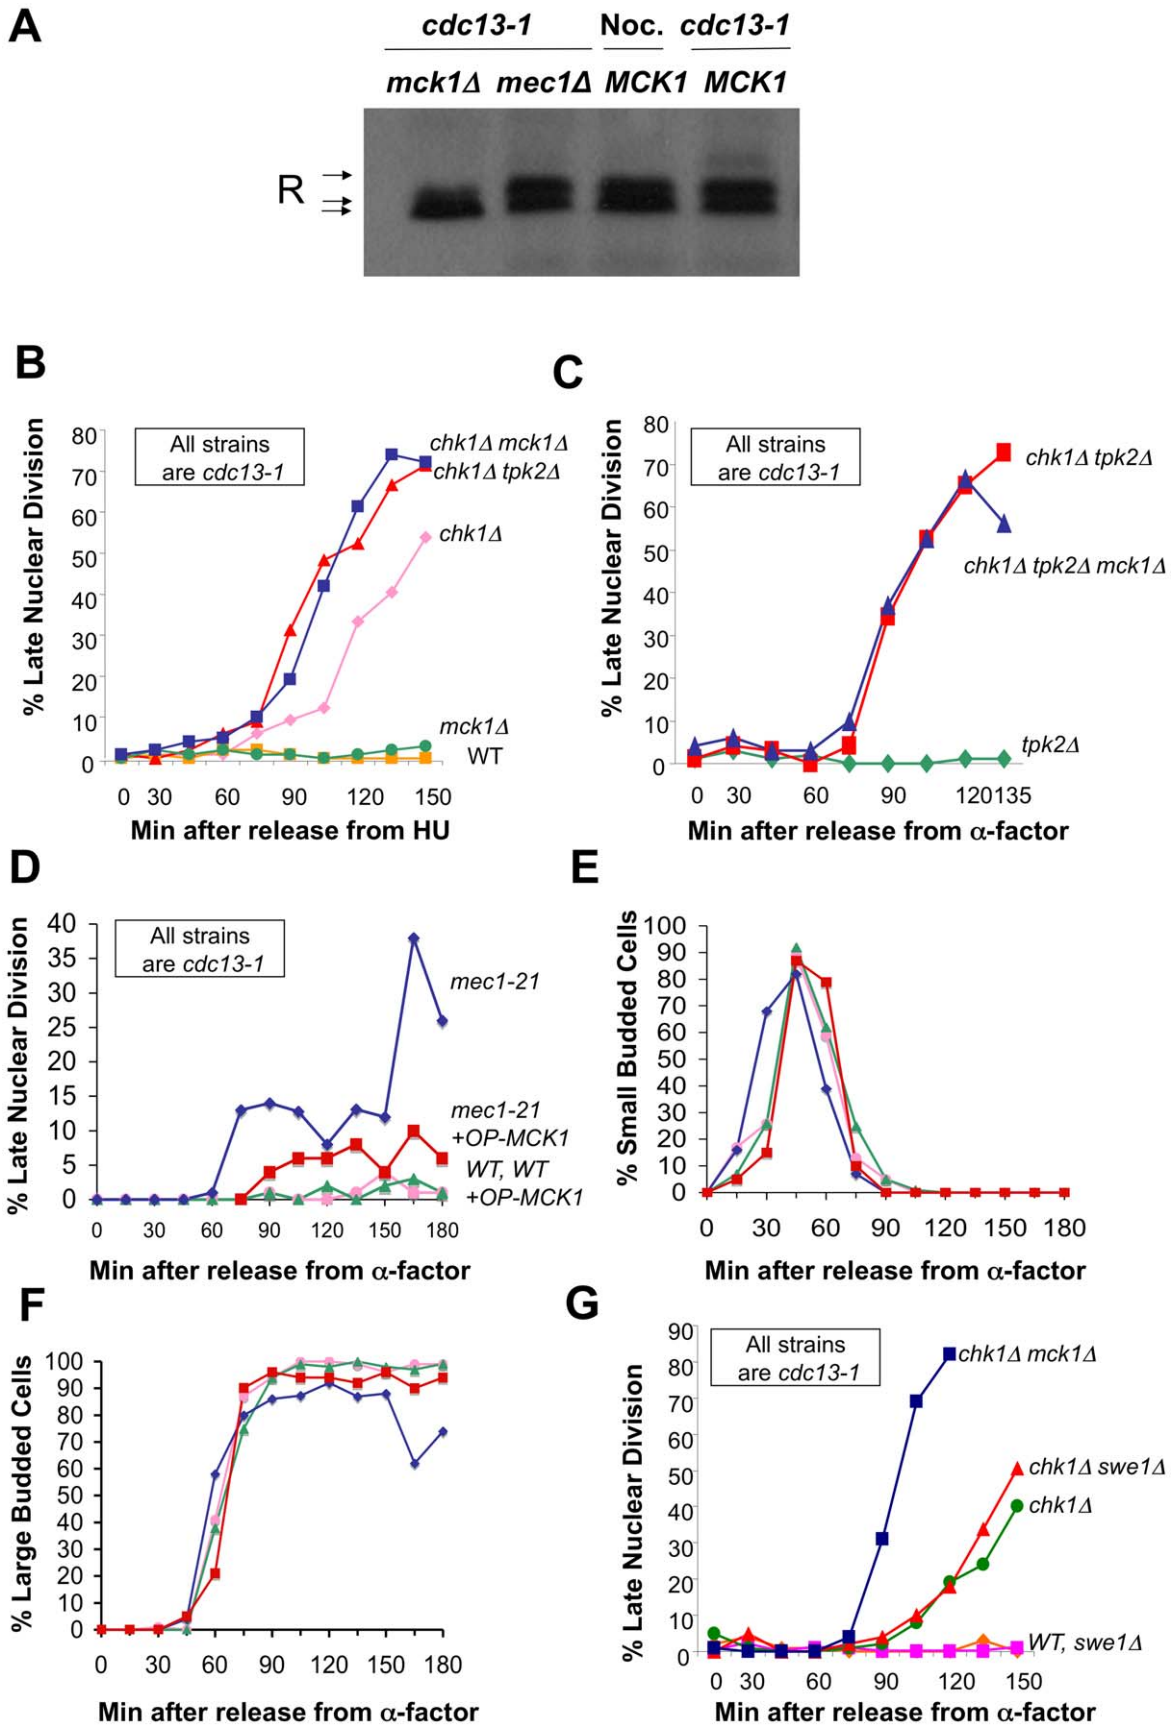 A
cdc13-1 Noc. cdc13-1
mck1Δ mec1Δ MCK1 MCK1
R
B
% Late Nuclear Division
80
70
60
50
40
30
20
10
0
All strains
are cdc13-1
chk1Δ mck1Δ
chk1Δ tpk2Δ
chk1Δ
mck1Δ
WT
0 30 60 90 120 150
Min after release from HU
C
% Late Nuclear Division
80
70
60
50
40
30
20
10
0
All strains
are cdc13-1
chk1Δ tpk2Δ
chk1Δ tpk2Δ mck1Δ
tpk2Δ
0 30 60 90 120135
Min after release from α-factor
D
% Late Nuclear Division
40
35
30
25
20
15
10
5
0
All strains
are cdc13-1
mec1-21
mec1-21
+OP-MCK1
WT, WT
+OP-MCK1
0 30 60 90 120 150 180
Min after release from α-factor
E
% Small Budded Cells
100
90
80
70
60
50
40
30
20
10
0
0 30 60 90 120 150 180
Min after release from α-factor
F
% Large Budded Cells
100
90
80
70
60
50
40
30
20
10
0
0 30 60 90 120 150 180
Min after release from α-factor
G
% Late Nuclear Division
90
80
70
60
50
40
30
20
10
0
All strains
are cdc13-1
chk1Δ mck1Δ
chk1Δ swe1Δ
chk1Δ
WT, swe1Δ
0 30 60 90 120 150
Min after release from α-factor